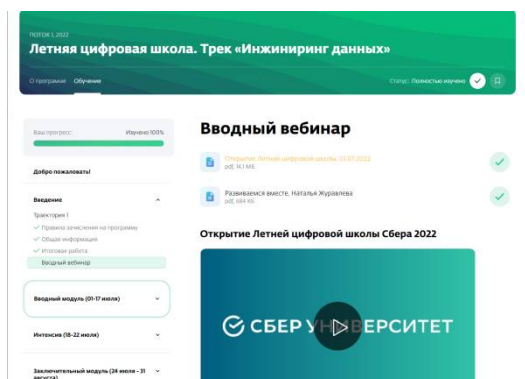 ПОТОК 1, 2022
Летняя цифровая школа. Трек «Инжиниринг данных»
О программе Обучение
Статус: Полностью изучено
Ваш прогресс: Изучено 100%
Добро пожаловать!
Введение
Траектория 1
Правила зачисления на программу
Общая информация
Итоговая работа
Вводный вебинар
Вводный модуль (01-17 июля)
Интенсив (18-22 июля)
Заключительный модуль (24 июля - 31
августа)
Вводный вебинар
Открытие Летней цифровой школы. 01-07-2022
pdf, 14,1 МБ
Развиваемся вместе. Наталья Журавлева
pdf, 684 КБ
Открытие Летней цифровой школы Сбера 2022
СБЕР УНИВЕРСИТЕТ